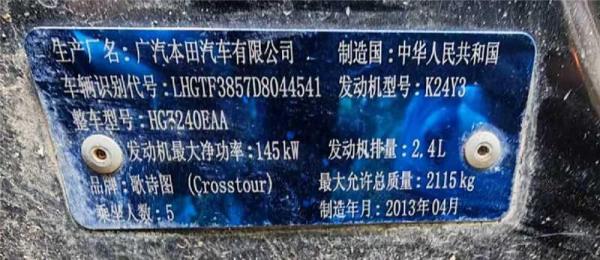 生产厂名：广汽本田汽车有限公司 制造国：中华人民共和国
车辆识别代号：LHGTF3857D8044541 发动机型号：K24Y3
整车型号：HG7240EAA
发动机最大净功率：145kW 发动机排量：2.4L
品牌：歌诗图 (Crosstour) 最大允许总质量：2115kg
乘坐人数：5 制造年月：2013年04月